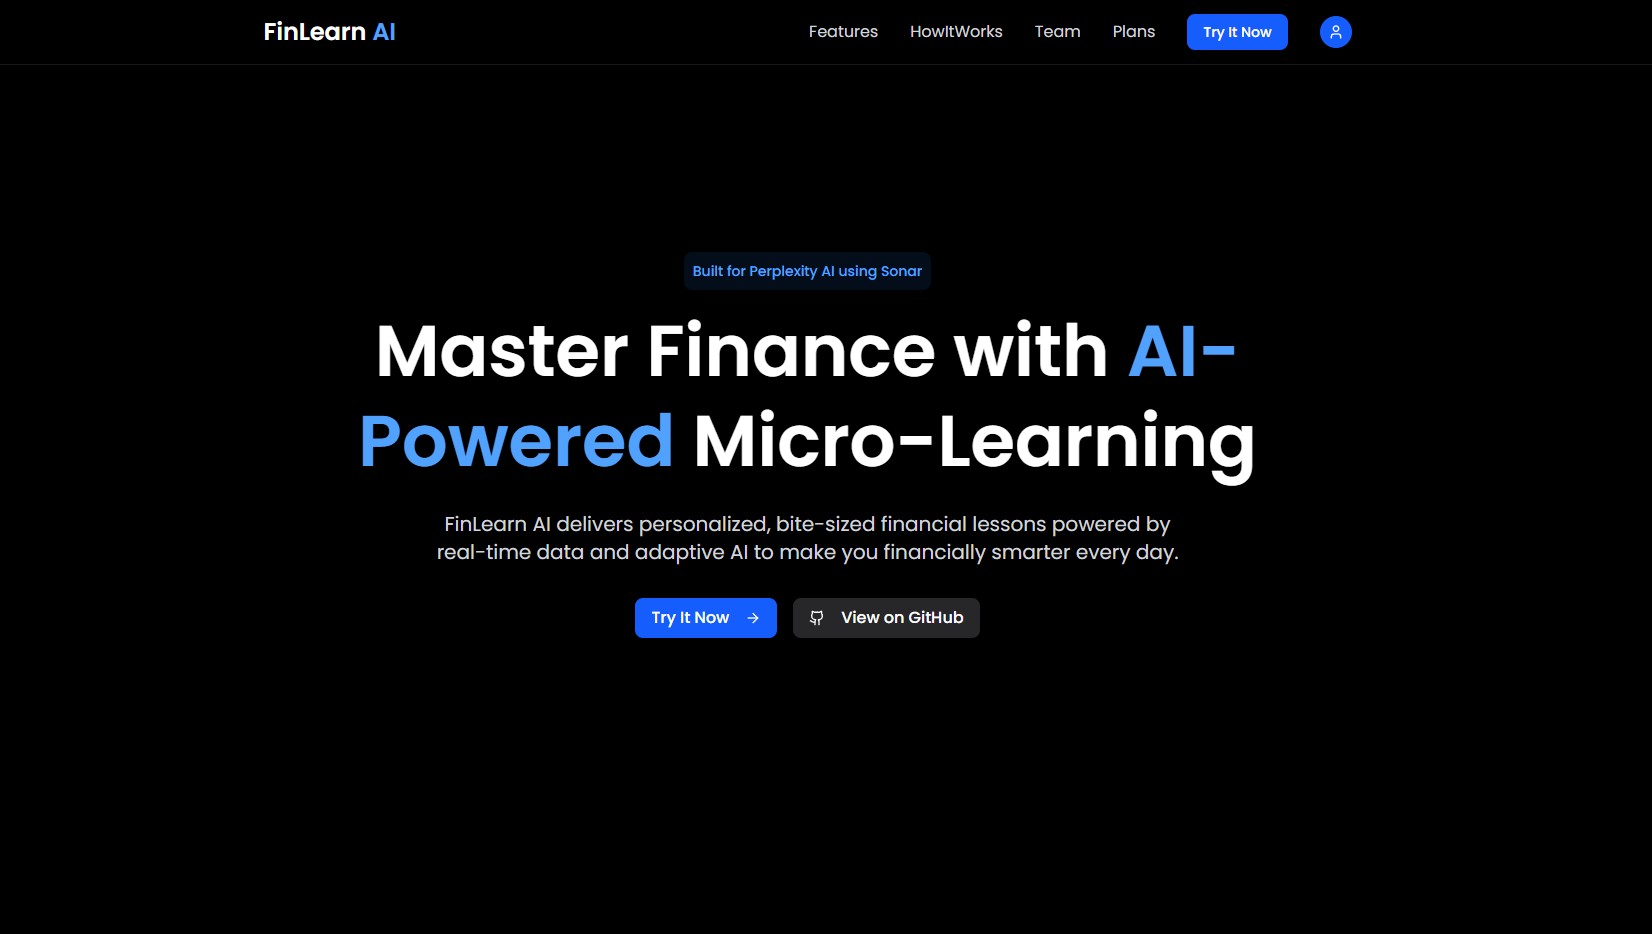 FinLearn AI
Features
HowItWorks
Team
Plans
Try It Now
Built for Perplexity AI using Sonar
Master Finance with AI-
Powered Micro-Learning
FinLearn AI delivers personalized, bite-sized financial lessons powered by
real-time data and adaptive AI to make you financially smarter every day.
Try It Now
View on GitHub